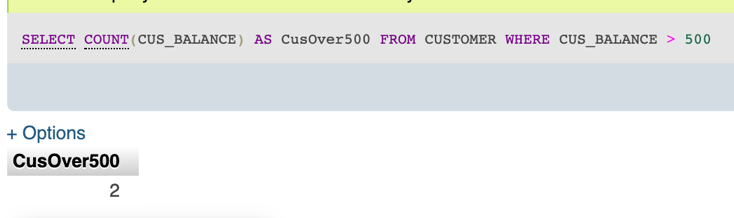 SELECT COUNT(CUS_BALANCE) AS CusOver500 FROM CUSTOMER WHERE CUS_BALANCE > 500
+ Options
CusOver500
2